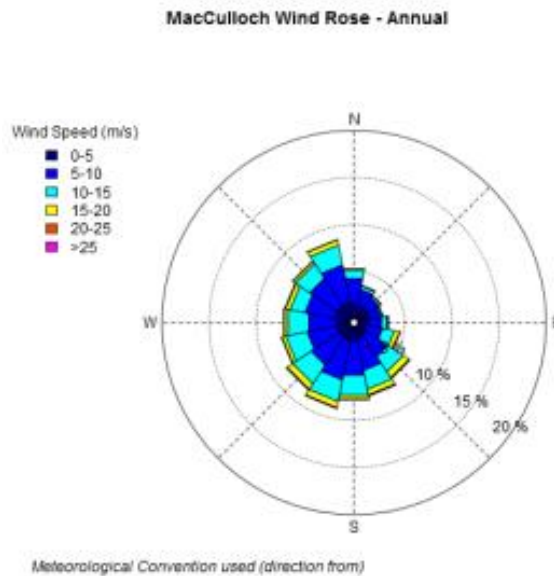 MacCulloch Wind Rose - Annual
Wind Speed (m/s)
0-5
5-10
10-15
15-20
20-25
>25
N
W
E
S
10 %
15 %
20 %
Meteorological Convention used (direction from)